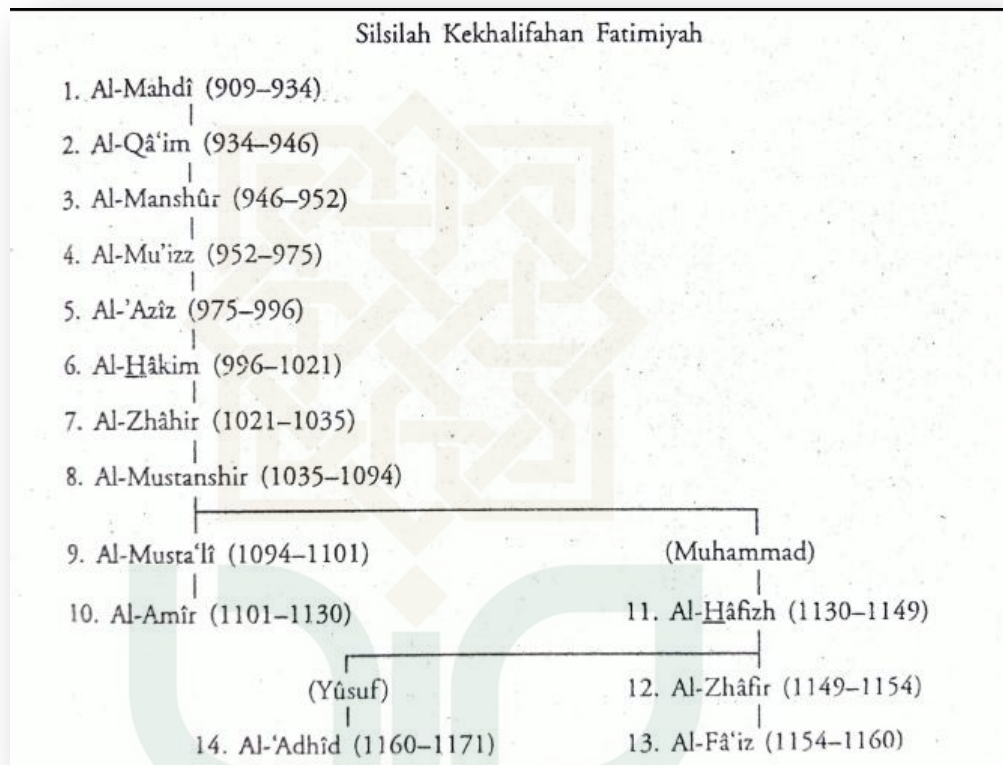 Silsilah Kekhalifahan Fatimiyah
1. Al-Mahdî (909–934)
2. Al-Qâ‘im (934–946)
3. Al-Manshûr (946–952)
4. Al-Mu’izz (952–975)
5. Al-’Azîz (975–996)
6. Al-H̲âkim (996–1021)
7. Al-Zhâhir (1021–1035)
8. Al-Mustanshir (1035–1094)
9. Al-Musta‘lî (1094–1101) (Muhammad)
10. Al-Amîr (1101–1130) 11. Al-H̲âfizh (1130–1149)
(Yûsuf) 12. Al-Zhâfir (1149–1154)
14. Al-‘Adhîd (1160–1171) 13. Al-Fâ‘iz (1154–1160)